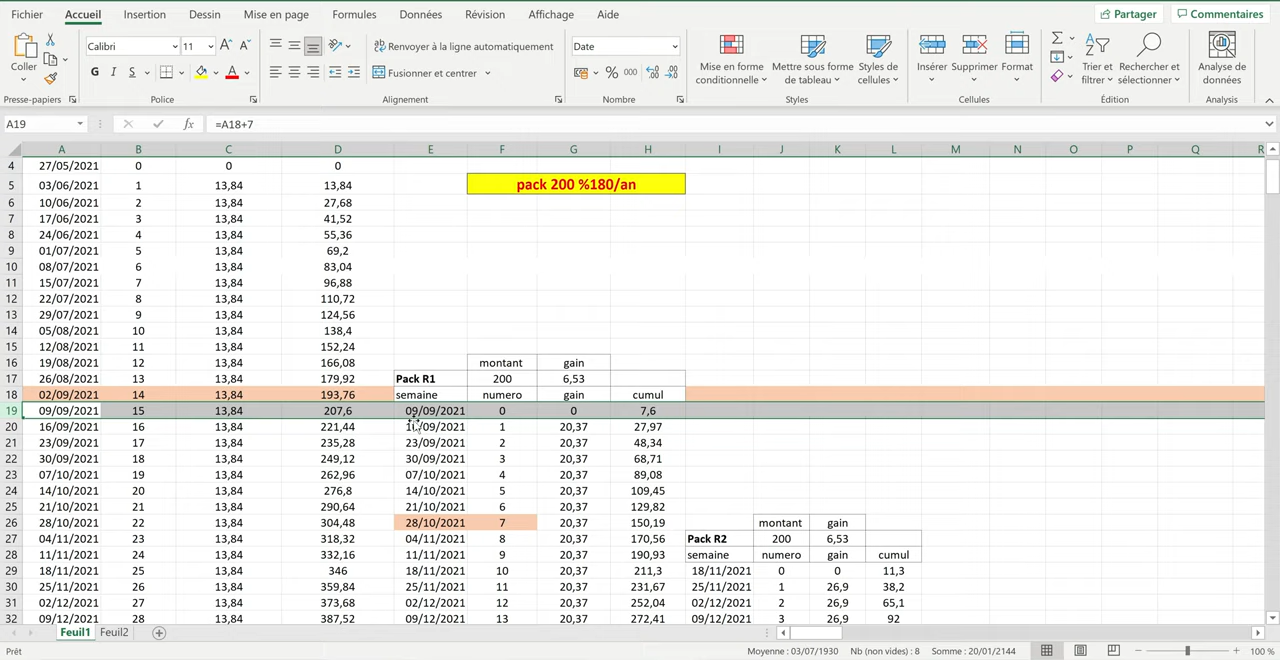 Fichier Accueil Insertion Dessin Mise en page Formules Données Révision Affichage Aide Partager Commentaires
Coller Calibri 11 A A Renvoyer à la ligne automatiquement Date
G I S A Fusionner et centrer % 000
Mise en forme conditionnelle Mettre sous forme de tableau Styles de cellules Insérer Supprimer Format Trier et filtrer Rechercher et sélectionner Analyse de données
Presse-papiers Police Alignement Nombre Styles Cellules Édition Analysis
A19 fx =A18+7
A B C D E F G H I J K L M N O P Q R
4 27/05/2021 0 0 0
5 03/06/2021 1 13,84 13,84 pack 200 %180/an
6 10/06/2021 2 13,84 27,68
7 17/06/2021 3 13,84 41,52
8 24/06/2021 4 13,84 55,36
9 01/07/2021 5 13,84 69,2
10 08/07/2021 6 13,84 83,04
11 15/07/2021 7 13,84 96,88
12 22/07/2021 8 13,84 110,72
13 29/07/2021 9 13,84 124,56
14 05/08/2021 10 13,84 138,4
15 12/08/2021 11 13,84 152,24
16 19/08/2021 12 13,84 166,08 montant gain
17 26/08/2021 13 13,84 179,92 Pack R1 200 6,53
18 02/09/2021 14 13,84 193,76 semaine numero gain cumul
19 09/09/2021 15 13,84 207,6 09/09/2021 0 0 7,6
20 16/09/2021 16 13,84 221,44 /09/2021 1 20,37 27,97
21 23/09/2021 17 13,84 235,28 23/09/2021 2 20,37 48,34
22 30/09/2021 18 13,84 249,12 30/09/2021 3 20,37 68,71
23 07/10/2021 19 13,84 262,96 07/10/2021 4 20,37 89,08
24 14/10/2021 20 13,84 276,8 14/10/2021 5 20,37 109,45
25 21/10/2021 21 13,84 290,64 21/10/2021 6 20,37 129,82
26 28/10/2021 22 13,84 304,48 28/10/2021 7 20,37 150,19 montant gain
27 04/11/2021 23 13,84 318,32 04/11/2021 8 20,37 170,56 Pack R2 200 6,53
28 11/11/2021 24 13,84 332,16 11/11/2021 9 20,37 190,93 semaine numero gain cumul
29 18/11/2021 25 13,84 346 18/11/2021 10 20,37 211,3 18/11/2021 0 0 11,3
30 25/11/2021 26 13,84 359,84 25/11/2021 11 20,37 231,67 25/11/2021 1 26,9 38,2
31 02/12/2021 27 13,84 373,68 02/12/2021 12 20,37 252,04 02/12/2021 2 26,9 65,1
32 09/12/2021 28 13,84 387,52 09/12/2021 13 20,37 272,41 09/12/2021 3 26,9 92
Feuil1 Feuil2
Prêt Moyenne : 03/07/1930 Nb (non vides) : 8 Somme : 20/01/2144 100 %